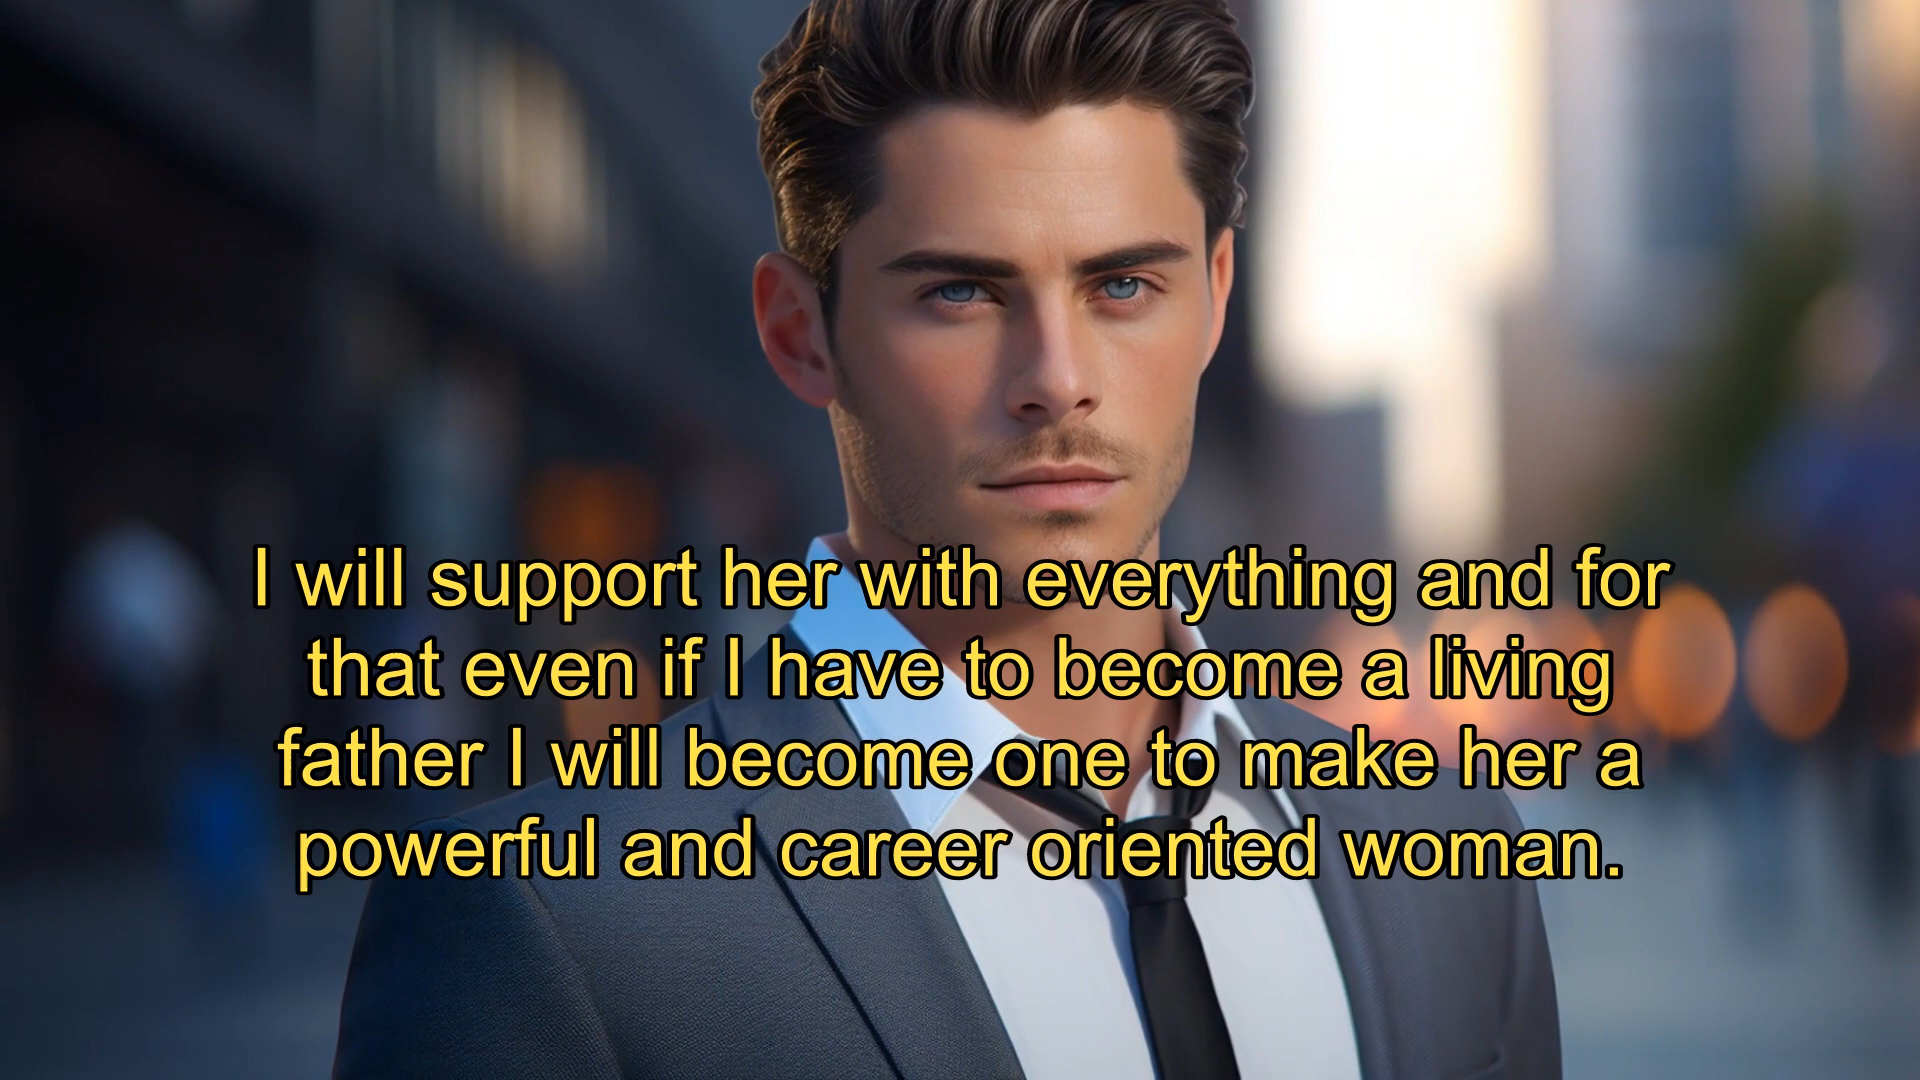 I will support her with everything and for
that even if I have to become a living
father I will become one to make her a
powerful and career oriented woman.